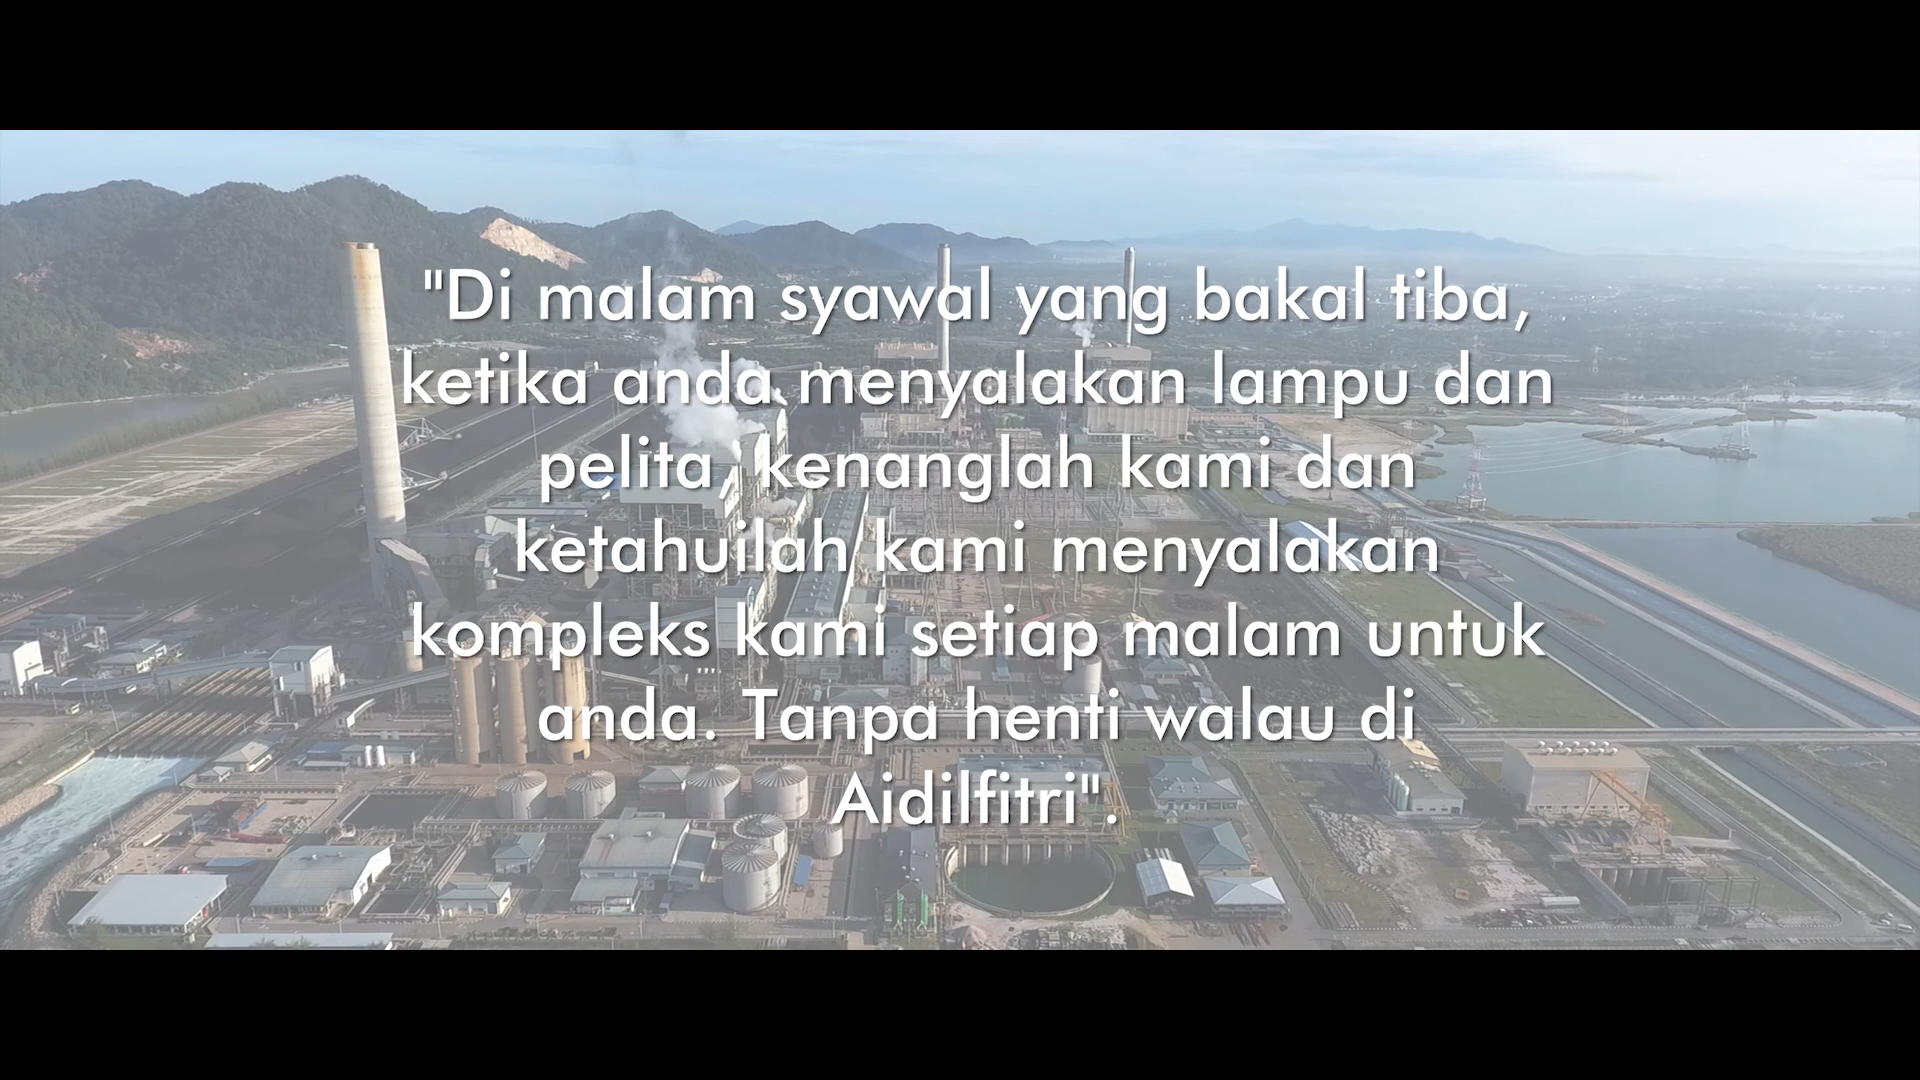 "Di malam syawal yang bakal tiba,
ketika anda menyalakan lampu dan
pelita, kenanglah kami dan
ketahuilah kami menyalakan
kompleks kami setiap malam untuk
anda. Tanpa henti walau di
Aidilfitri".